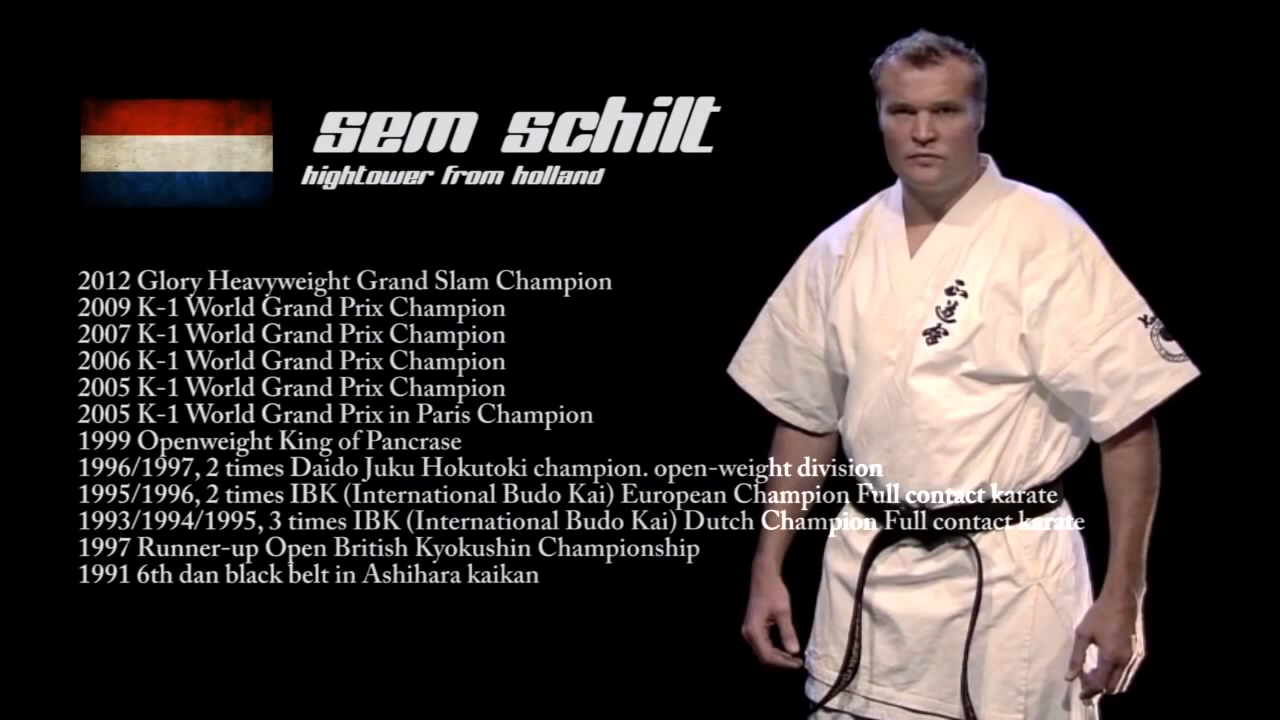 sem schilt
hightower from holland
2012 Glory Heavyweight Grand Slam Champion
2009 K-1 World Grand Prix Champion
2007 K-1 World Grand Prix Champion
2006 K-1 World Grand Prix Champion
2005 K-1 World Grand Prix Champion
2005 K-1 World Grand Prix in Paris Champion
1999 Openweight King of Pancrase
1996/1997, 2 times Daido Juku Hokutoki champion. open-weight division
1995/1996, 2 times IBK (International Budo Kai) European Champion Full contact karate
1993/1994/1995, 3 times IBK (International Budo Kai) Dutch Champion Full contact karate
1997 Runner-up Open British Kyokushin Championship
1991 6th dan black belt in Ashihara kaikan